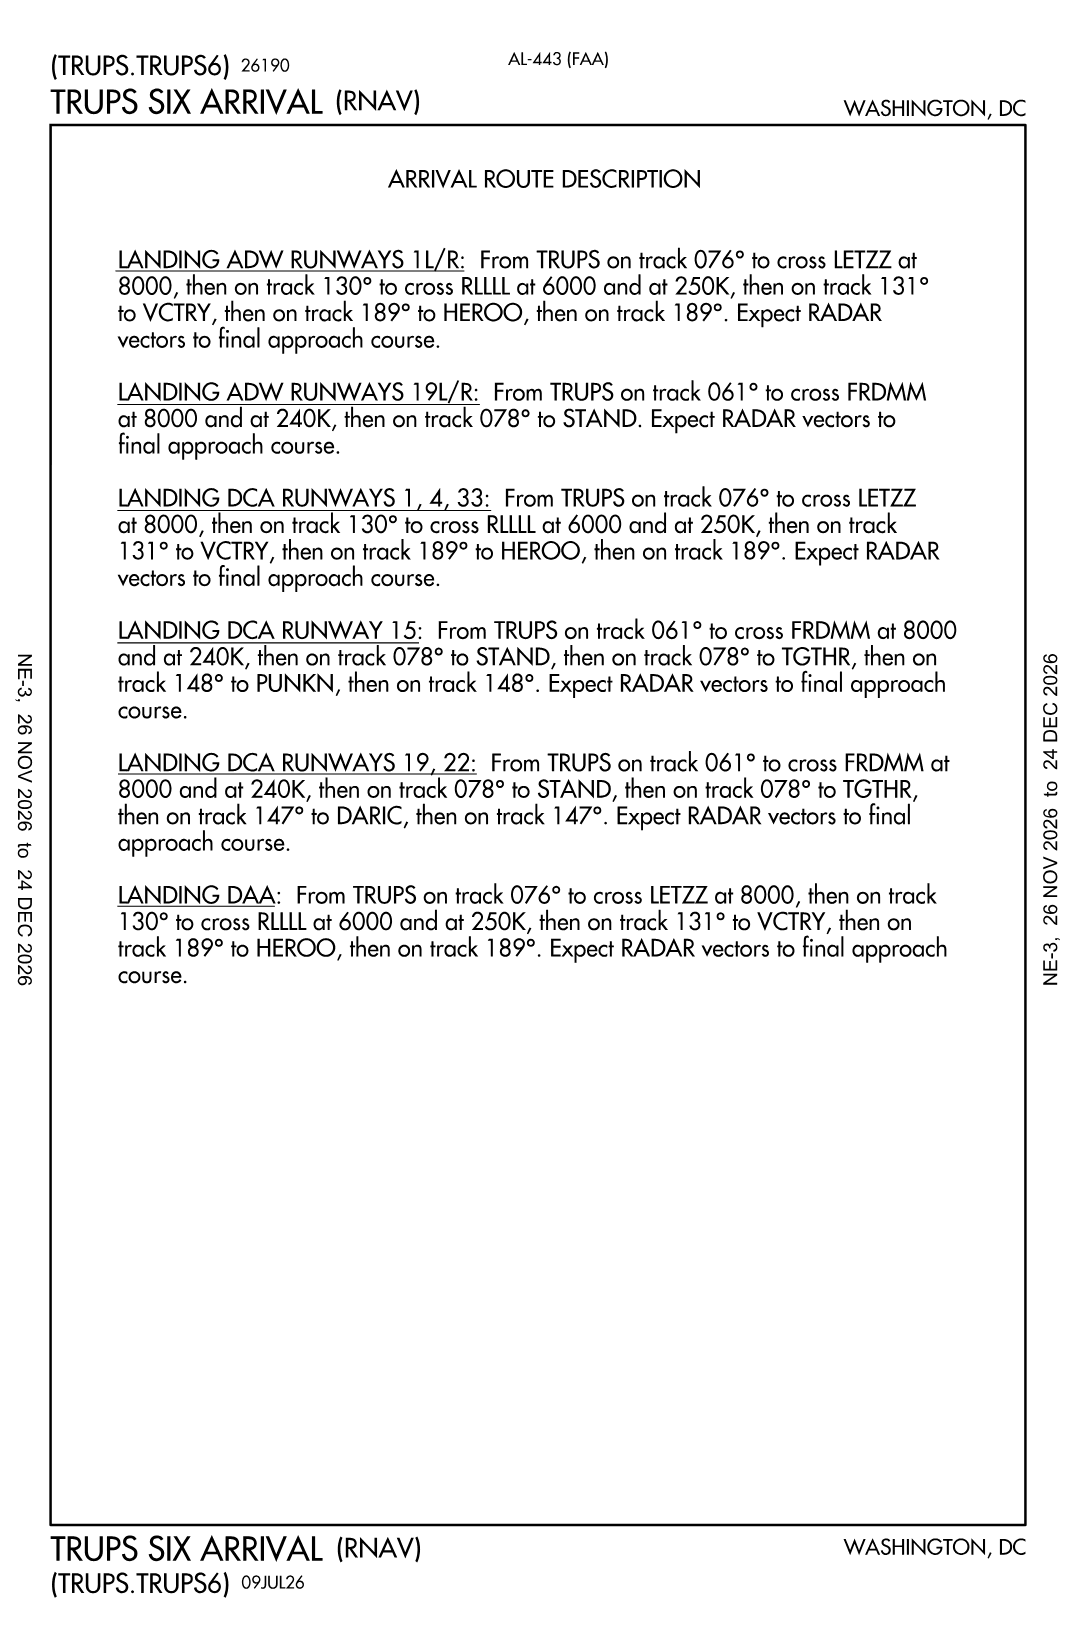 (TRUPS.TRUPS6) 26190
AL-443 (FAA)
TRUPS SIX ARRIVAL (RNAV)
WASHINGTON, DC
ARRIVAL ROUTE DESCRIPTION
LANDING ADW RUNWAYS 1L/R: From TRUPS on track 076° to cross LETZZ at
8000, then on track 130° to cross RLLLL at 6000 and at 250K, then on track 131°
to VCTRY, then on track 189° to HEROO, then on track 189°. Expect RADAR
vectors to final approach course.
LANDING ADW RUNWAYS 19L/R: From TRUPS on track 061° to cross FRDMM
at 8000 and at 240K, then on track 078° to STAND. Expect RADAR vectors to
final approach course.
LANDING DCA RUNWAYS 1, 4, 33: From TRUPS on track 076° to cross LETZZ
at 8000, then on track 130° to cross RLLLL at 6000 and at 250K, then on track
131° to VCTRY, then on track 189° to HEROO, then on track 189°. Expect RADAR
vectors to final approach course.
LANDING DCA RUNWAY 15: From TRUPS on track 061° to cross FRDMM at 8000
and at 240K, then on track 078° to STAND, then on track 078° to TGTHR, then on
track 148° to PUNKN, then on track 148°. Expect RADAR vectors to final approach
course.
LANDING DCA RUNWAYS 19, 22: From TRUPS on track 061° to cross FRDMM at
8000 and at 240K, then on track 078° to STAND, then on track 078° to TGTHR,
then on track 147° to DARIC, then on track 147°. Expect RADAR vectors to final
approach course.
LANDING DAA: From TRUPS on track 076° to cross LETZZ at 8000, then on track
130° to cross RLLLL at 6000 and at 250K, then on track 131° to VCTRY, then on
track 189° to HEROO, then on track 189°. Expect RADAR vectors to final approach
course.
NE-3, 26 NOV 2026 to 24 DEC 2026
NE-3, 26 NOV 2026 to 24 DEC 2026
TRUPS SIX ARRIVAL (RNAV)
WASHINGTON, DC
(TRUPS.TRUPS6) 09JUL26